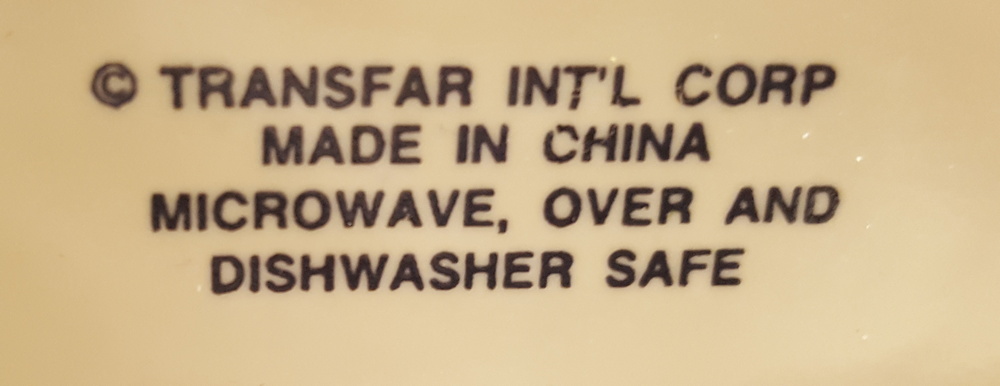 © TRANSFAR INT'L CORP
MADE IN CHINA
MICROWAVE, OVER AND
DISHWASHER SAFE